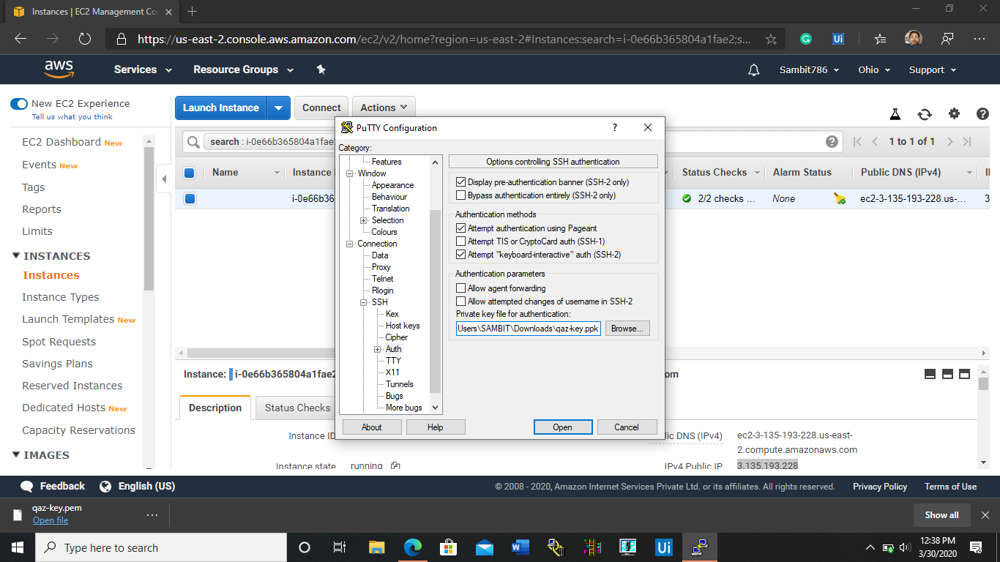 Instances | EC2 Management Co
https://us-east-2.console.aws.amazon.com/ec2/v2/home?region=us-east-2#Instances:search=i-0e66b365804a1fae2;s...
Ui
aws
Services
Resource Groups
Sambit786
Ohio
Support
New EC2 Experience
Tell us what you think
EC2 Dashboard New
Events New
Tags
Reports
Limits
INSTANCES
Instances
Instance Types
Launch Templates New
Spot Requests
Savings Plans
Reserved Instances
Dedicated Hosts New
Capacity Reservations
IMAGES
Launch Instance
Connect
Actions
search : i-0e66b365804a1fae
1 to 1 of 1
Name
Instance
Status Checks
Alarm Status
Public DNS (IPv4)
i-0e66b36
2/2 checks ...
None
ec2-3-135-193-228.us-...
3
PuTTY Configuration
?
Category:
Features
Window
Appearance
Behaviour
Translation
Selection
Colours
Connection
Data
Proxy
Telnet
Rlogin
SSH
Kex
Host keys
Cipher
Auth
TTY
X11
Tunnels
Bugs
More bugs
Options controlling SSH authentication
Display pre-authentication banner (SSH-2 only)
Bypass authentication entirely (SSH-2 only)
Authentication methods
Attempt authentication using Pageant
Attempt TIS or CryptoCard auth (SSH-1)
Attempt "keyboard-interactive" auth (SSH-2)
Authentication parameters
Allow agent forwarding
Allow attempted changes of username in SSH-2
Private key file for authentication:
Users\SAMBIT\Downloads\qaz-key.ppk
Browse...
About
Help
Open
Cancel
Instance:
i-0e66b365804a1fae2
om
Description
Status Checks
Instance ID
Instance state
running
lic DNS (IPv4)
ec2-3-135-193-228.us-east-
2.compute.amazonaws.com
IPv4 Public IP
3.135.193.228
Feedback
English (US)
© 2008 - 2020, Amazon Internet Services Private Ltd. or its affiliates. All rights reserved.
Privacy Policy
Terms of Use
qaz-key.pem
Open file
Show all
Type here to search
Ui
12:38 PM
3/30/2020